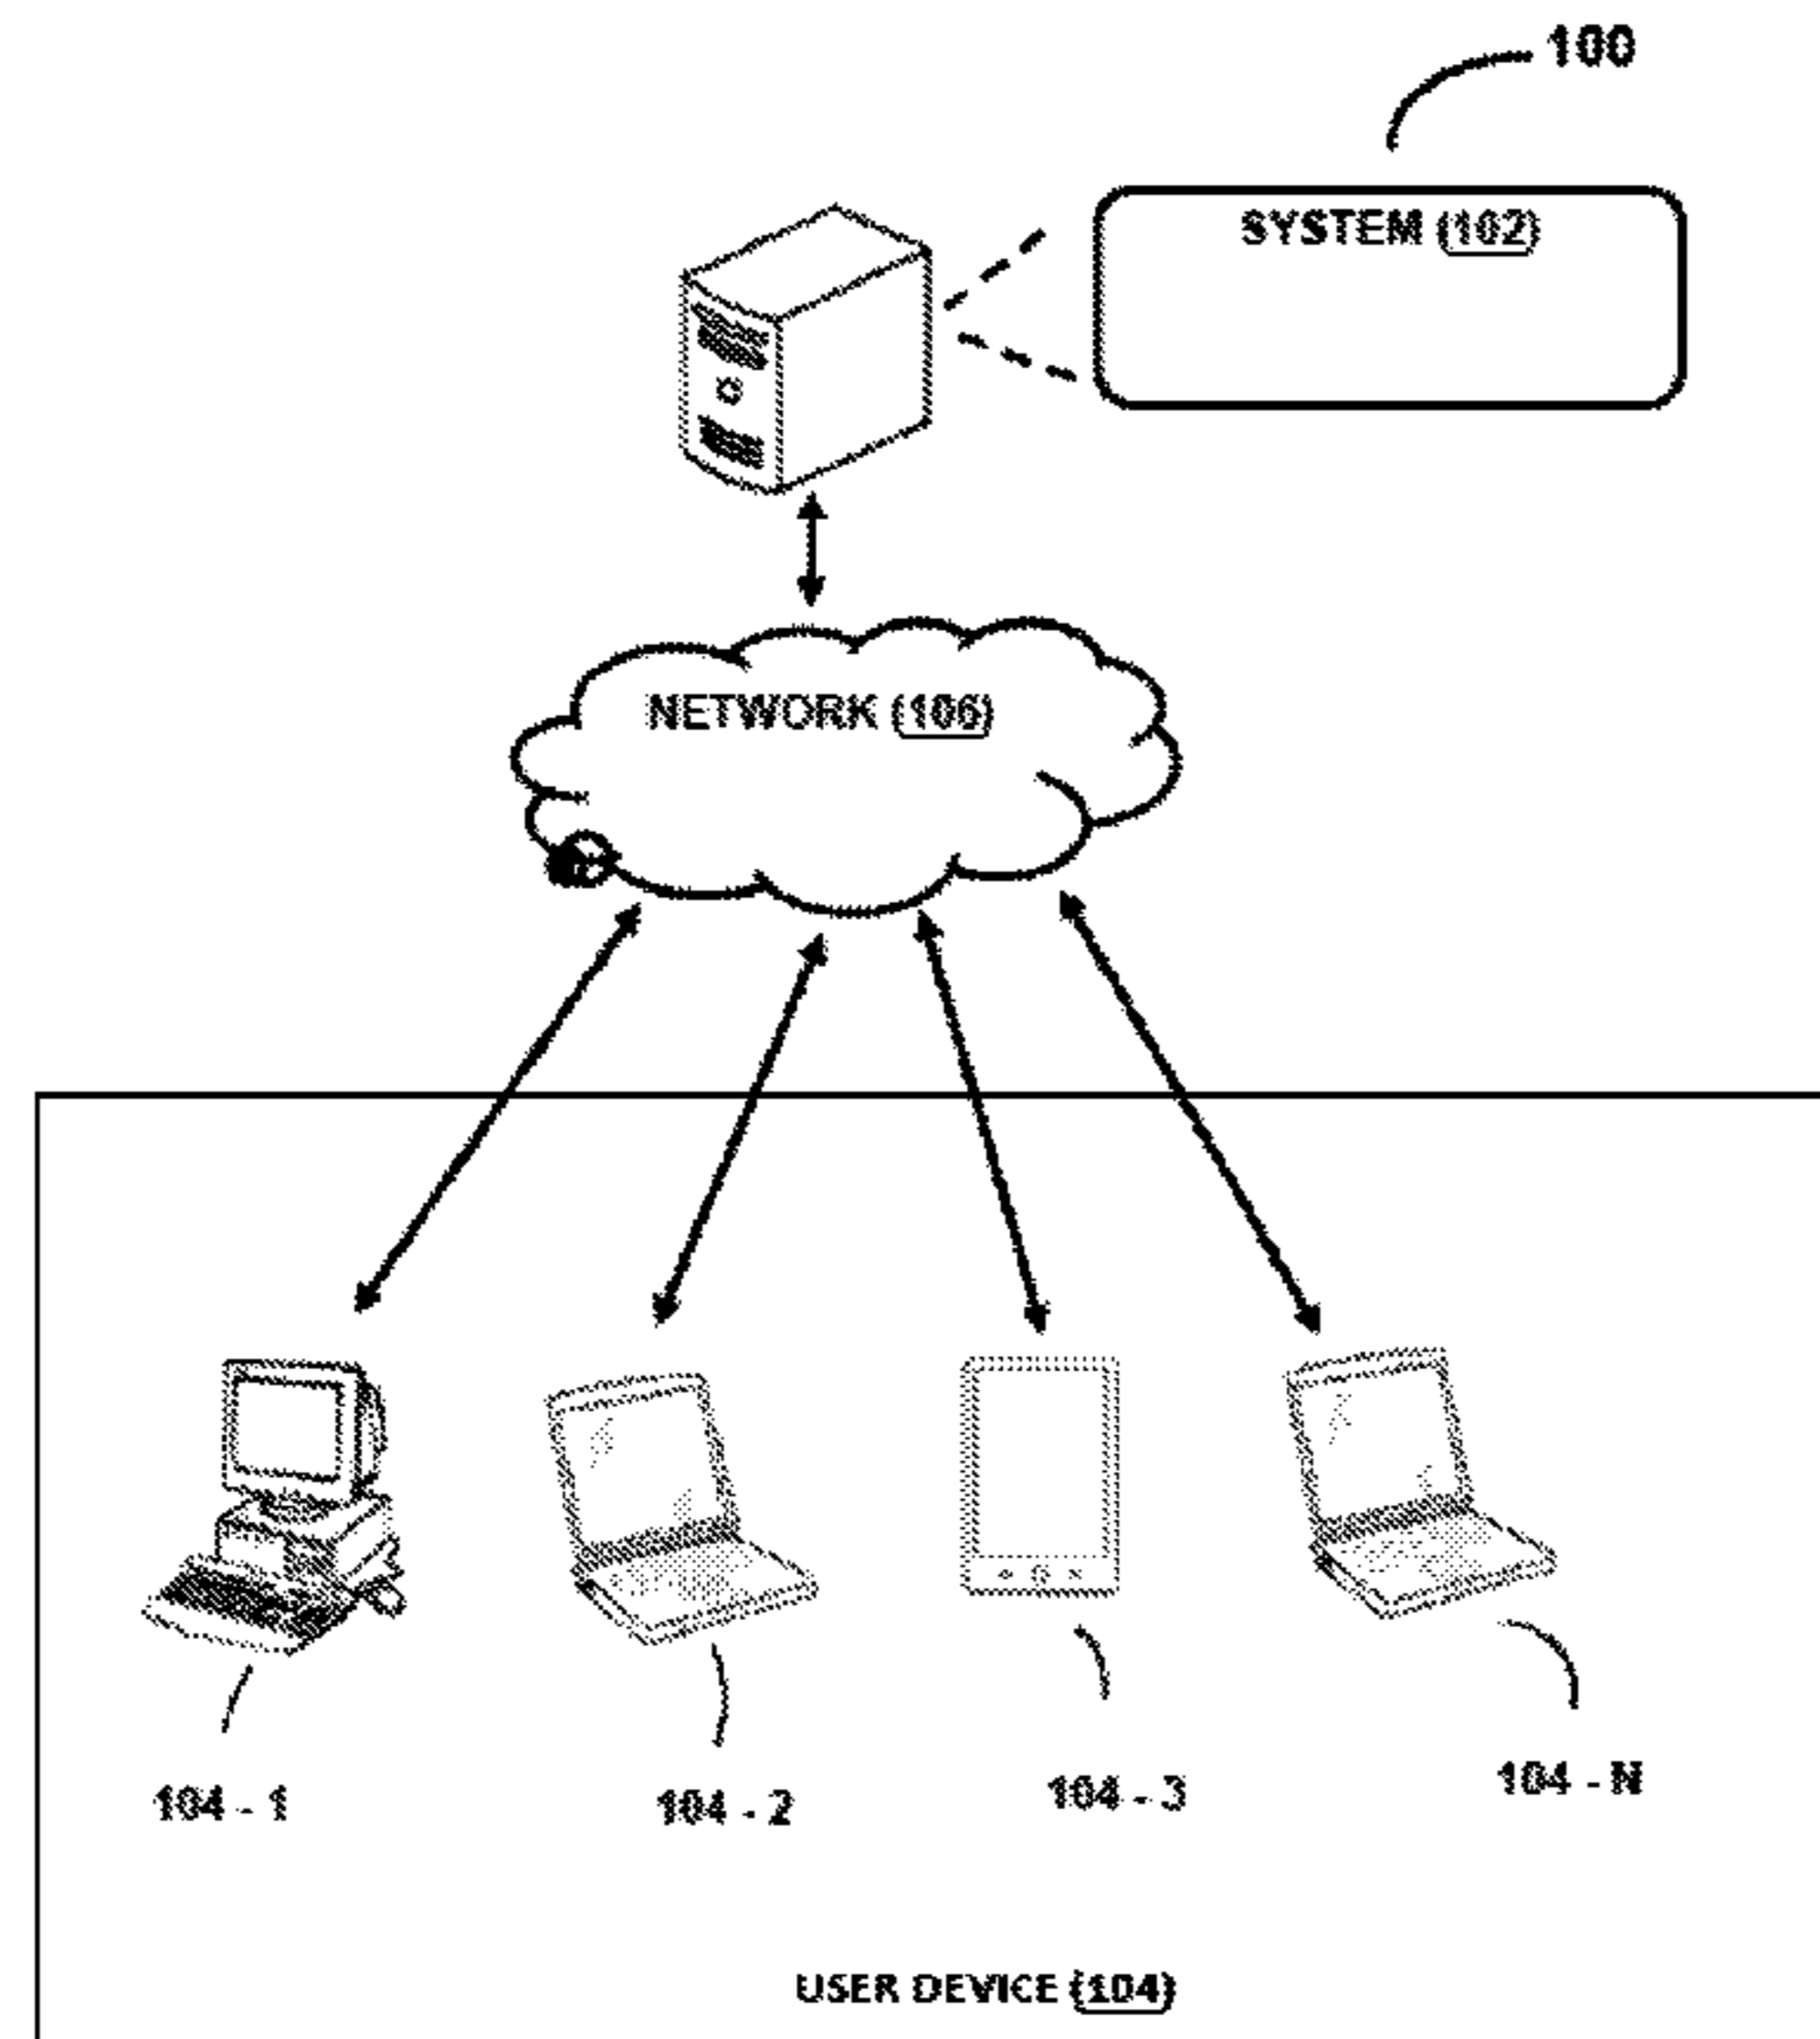 100
SYSTEM (102)
NETWORK (106)
104 - 1
104 - 2
104 - 3
104 - N
USER DEVICE (104)